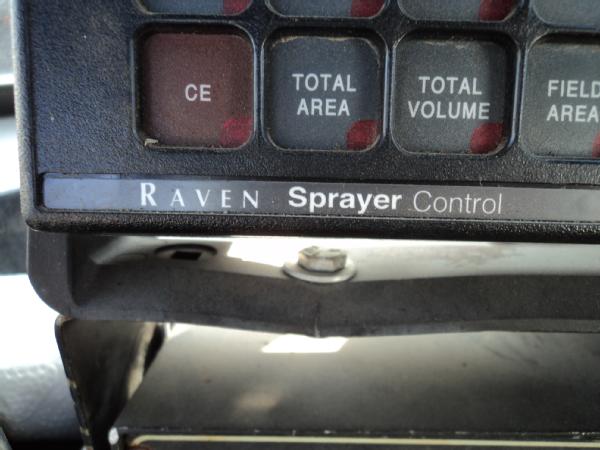 CE
TOTAL AREA
TOTAL VOLUME
FIELD AREA
RAVEN Sprayer Control